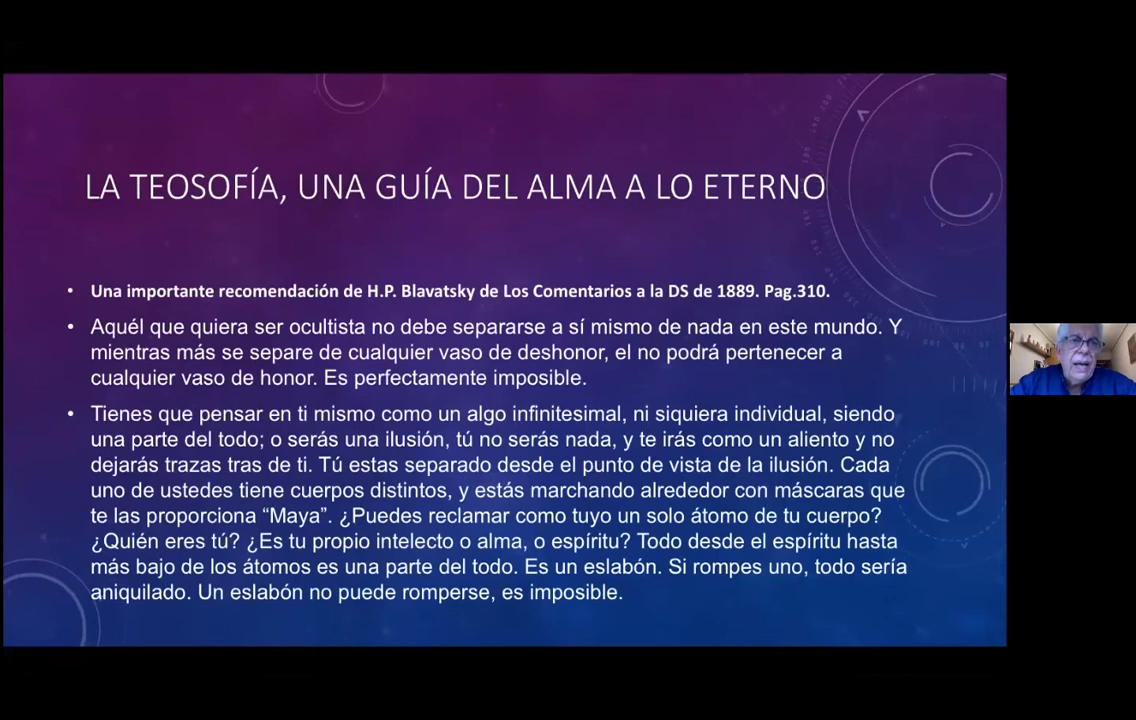 LA TEOSOFÍA, UNA GUÍA DEL ALMA A LO ETERNO
• Una importante recomendación de H.P. Blavatsky de Los Comentarios a la DS de 1889. Pag.310.
• Aquél que quiera ser ocultista no debe separarse a sí mismo de nada en este mundo. Y
mientras más se separe de cualquier vaso de deshonor, el no podrá pertenecer a
cualquier vaso de honor. Es perfectamente imposible.
• Tienes que pensar en ti mismo como un algo infinitesimal, ni siquiera individual, siendo
una parte del todo; o serás una ilusión, tú no serás nada, y te irás como un aliento y no
dejarás trazas tras de ti. Tú estas separado desde el punto de vista de la ilusión. Cada
uno de ustedes tiene cuerpos distintos, y estás marchando alrededor con máscaras que
te las proporciona “Maya”. ¿Puedes reclamar como tuyo un solo átomo de tu cuerpo?
¿Quién eres tú? ¿Es tu propio intelecto o alma, o espíritu? Todo desde el espíritu hasta
más bajo de los átomos es una parte del todo. Es un eslabón. Si rompes uno, todo sería
aniquilado. Un eslabón no puede romperse, es imposible.